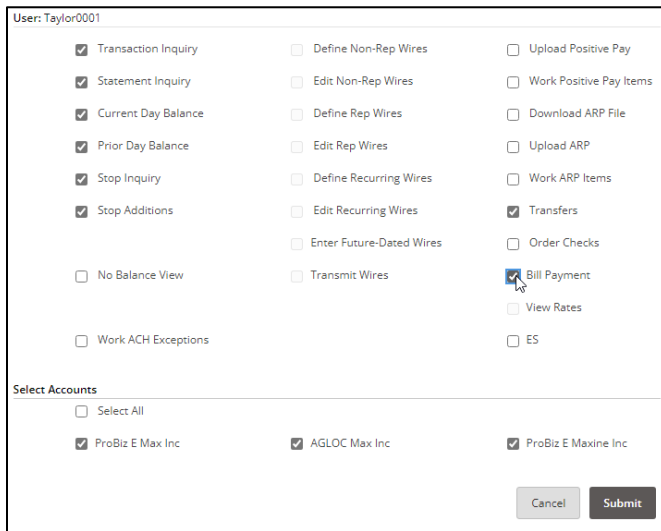 User: Taylor0001
Transaction Inquiry Define Non-Rep Wires Upload Positive Pay
Statement Inquiry Edit Non-Rep Wires Work Positive Pay Items
Current Day Balance Define Rep Wires Download ARP File
Prior Day Balance Edit Rep Wires Upload ARP
Stop Inquiry Define Recurring Wires Work ARP Items
Stop Additions Edit Recurring Wires Transfers
Enter Future-Dated Wires Order Checks
No Balance View Transmit Wires Bill Payment
View Rates
Work ACH Exceptions ES
Select Accounts
Select All
ProBiz E Max Inc AGLOC Max Inc ProBiz E Maxine Inc
Cancel Submit